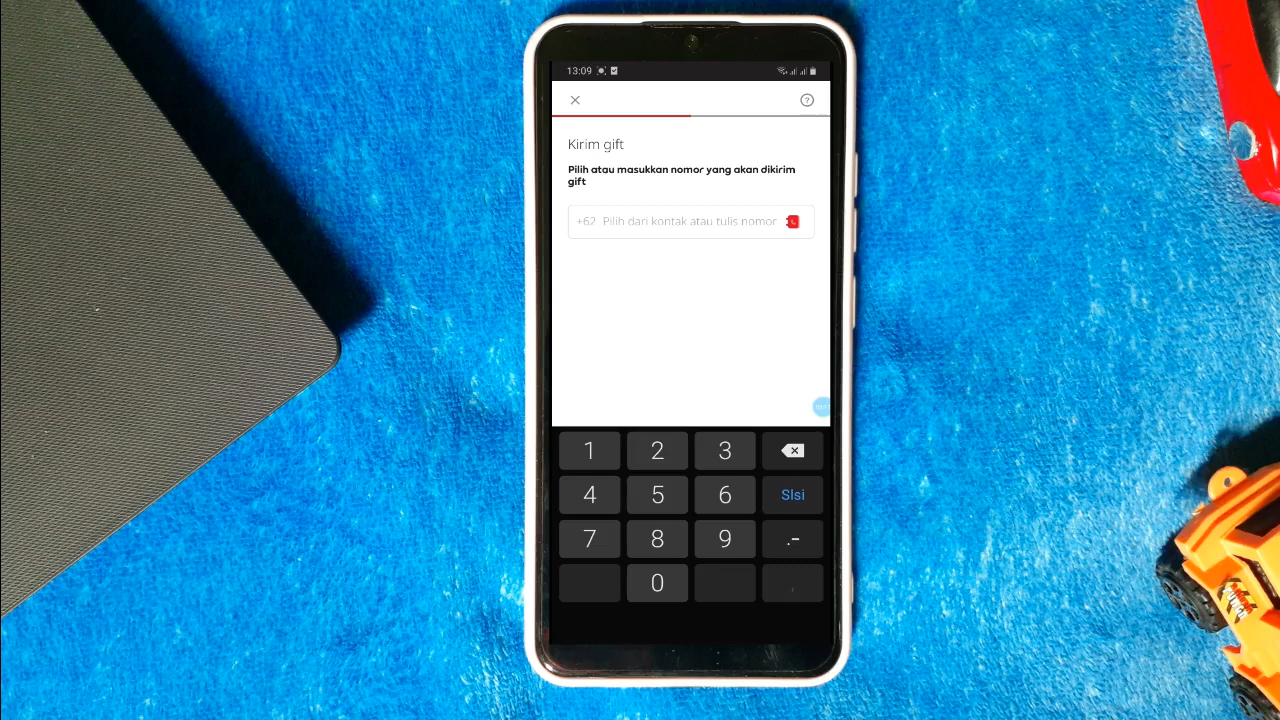 13:09
Kirim gift
Pilih atau masukkan nomor yang akan dikirim
gift
+62 Pilih dari kontak atau tulis nomor
1 2 3
4 5 6 Slsi
7 8 9 .-
0 ,